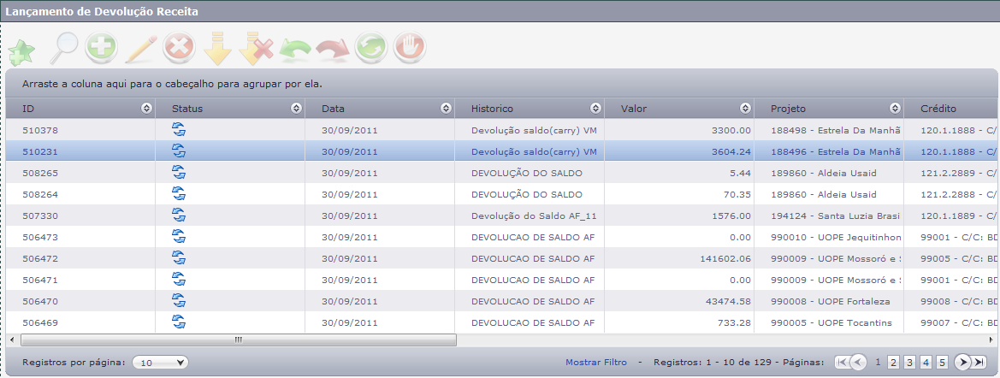 Lançamento de Devolução Receita
Arraste a coluna aqui para o cabeçalho para agrupar por ela.
ID Status Data Historico Valor Projeto Crédito
510378 30/09/2011 Devolução saldo(carry) VM 3300.00 188498 - Estrela Da Manhã 120.1.1888 - C/
510231 30/09/2011 Devolução saldo(carry) VM 3604.24 188496 - Estrela Da Manhã 120.1.1888 - C/
508265 30/09/2011 DEVOLUÇÃO DO SALDO 5.44 189860 - Aldeia Usaid 121.2.2889 - C/
508264 30/09/2011 DEVOLUÇÃO DO SALDO 70.35 189860 - Aldeia Usaid 121.2.2888 - C/
507330 30/09/2011 Devolução do Saldo AF_11 1576.00 194124 - Santa Luzia Brasi 120.1.1889 - C/
506473 30/09/2011 DEVOLUCAO DE SALDO AF 0.00 990010 - UOPE Jequitinhon 99001 - C/C: BD
506472 30/09/2011 DEVOLUCAO DE SALDO AF 141602.06 990009 - UOPE Mossoró e S 99005 - C/C: BD
506471 30/09/2011 DEVOLUCAO DE SALDO AF 0.00 990009 - UOPE Mossoró e S 99001 - C/C: BD
506470 30/09/2011 DEVOLUCAO DE SALDO AF 43474.58 990008 - UOPE Fortaleza 99008 - C/C: BD
506469 30/09/2011 DEVOLUCAO DE SALDO AF 733.28 990005 - UOPE Tocantins 99007 - C/C: BD
Registros por página: 10 Mostrar Filtro - Registros: 1 - 10 de 129 - Páginas: 1 2 3 4 5